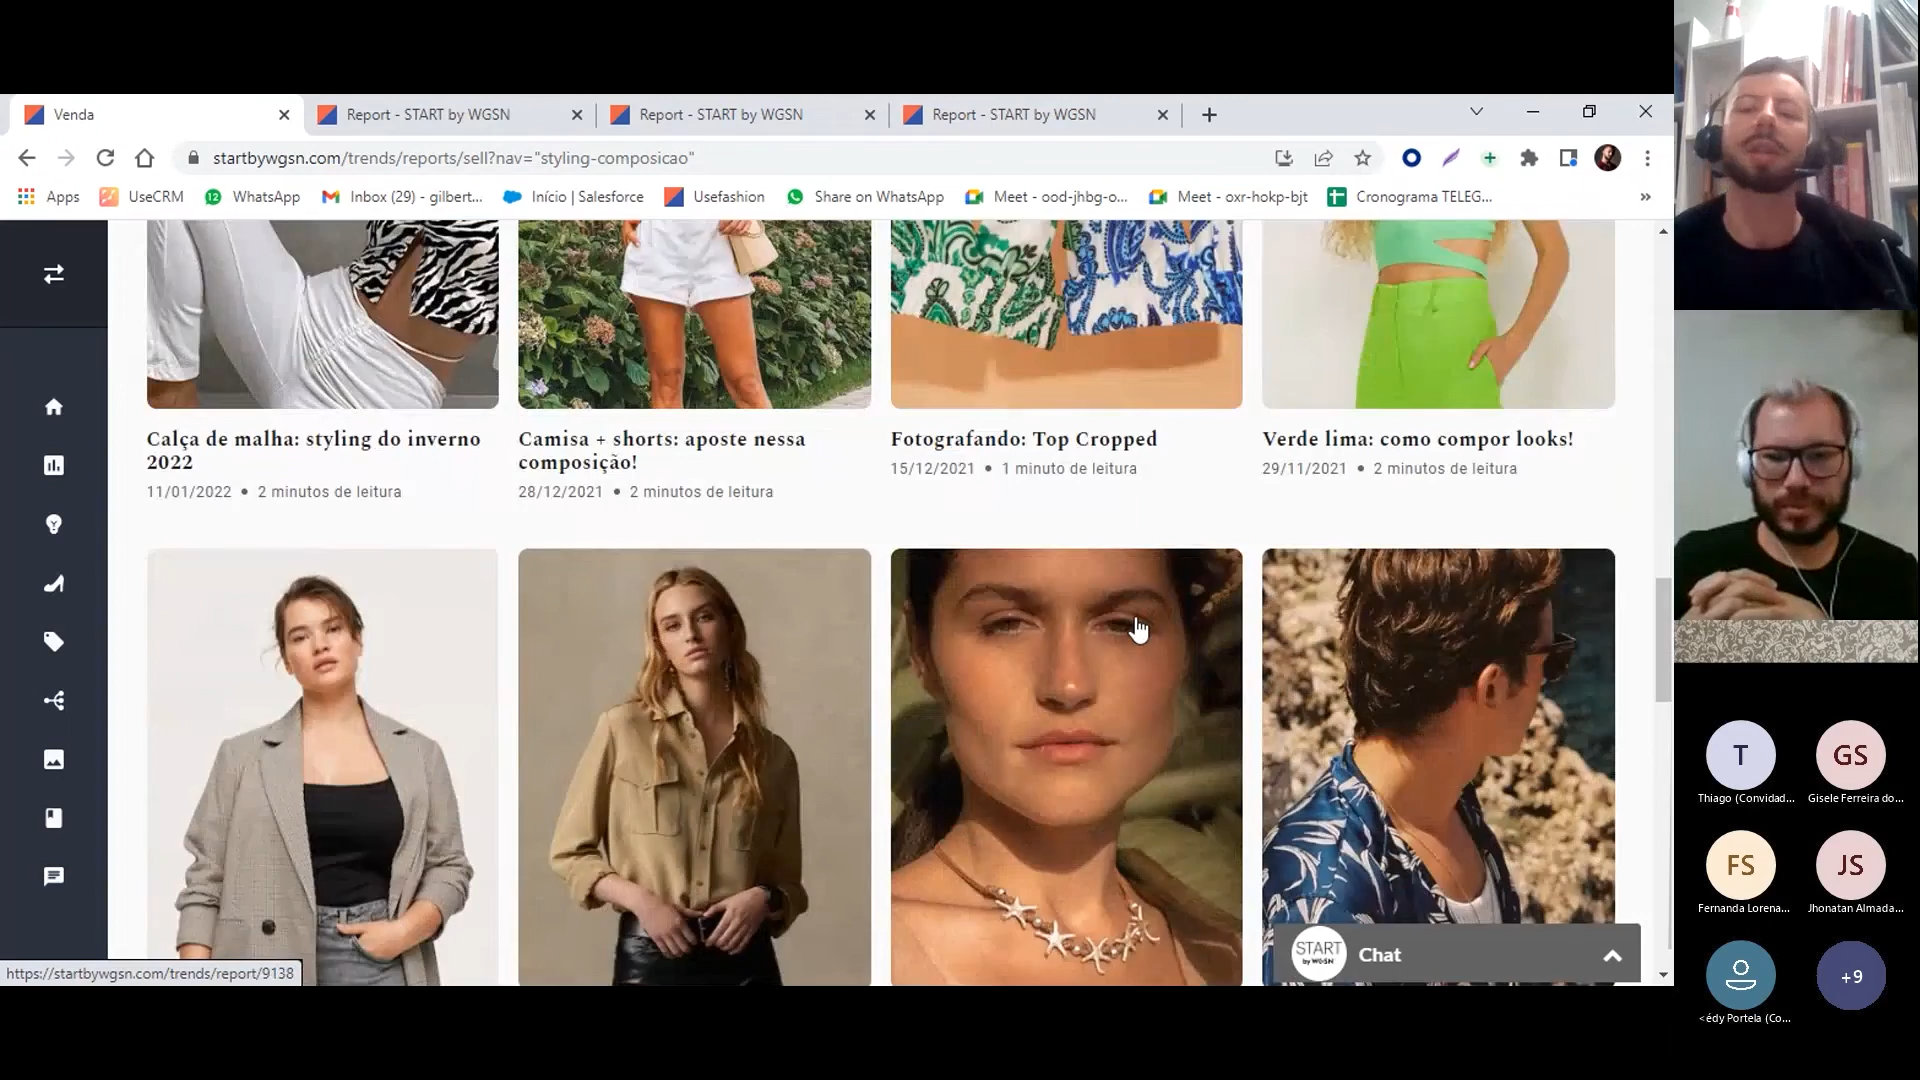 Venda
Report - START by WGSN
Report - START by WGSN
Report - START by WGSN
startbywgsn.com/trends/reports/sell?nav="styling-composicao"
Apps
UseCRM
12
WhatsApp
Inbox (29) - gilbert...
Início | Salesforce
Usefashion
Share on WhatsApp
Meet - ood-jhbg-o...
Meet - oxr-hokp-bjt
Cronograma TELEG...
»
Calça de malha: styling do inverno
2022
11/01/2022 • 2 minutos de leitura
Camisa + shorts: aposte nessa
composição!
28/12/2021 • 2 minutos de leitura
Fotografando: Top Cropped
15/12/2021 • 1 minuto de leitura
Verde lima: como compor looks!
29/11/2021 • 2 minutos de leitura
START
by WGSN
Chat
https://startbywgsn.com/trends/report/9138
T
GS
Thiago (Convidad...
Gisele Ferreira do...
FS
JS
Fernanda Lorena...
Jhonatan Almada...
+9
<édy Portela (Co...